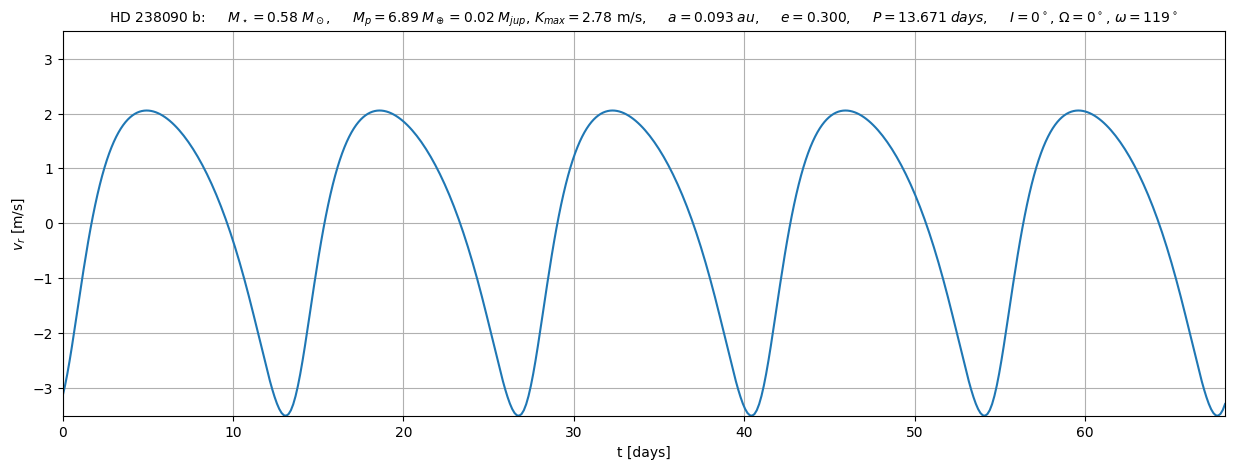 HD 238090 b: M⋆ = 0.58 M⊙, Mp = 6.89 M⊕ = 0.02 Mjup, Kmax = 2.78 m/s, a = 0.093 au, e = 0.300, P = 13.671 days, I = 0°, Ω = 0°, ω = 119°
3
2
1
0
−1
−2
−3
vr [m/s]
0 10 20 30 40 50 60
t [days]